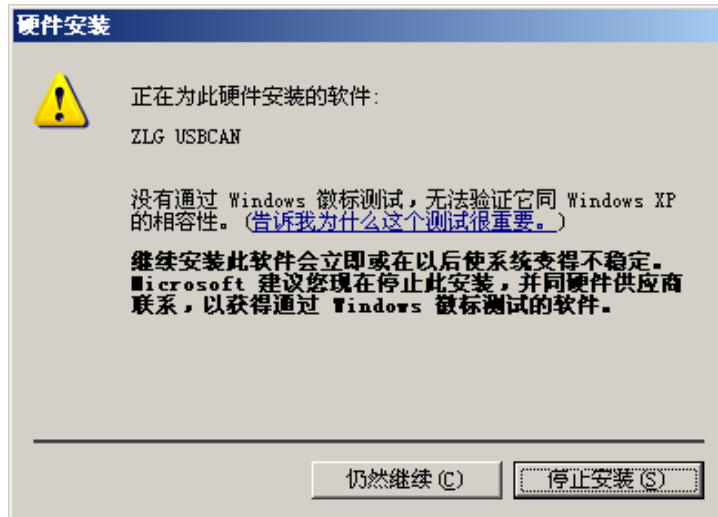 硬件安装
正在为此硬件安装的软件:
ZLG USBCAN
没有通过 Windows 徽标测试，无法验证它同 Windows XP
的相容性。(告诉我为什么这个测试很重要。)
继续安装此软件会立即或在以后使系统变得不稳定。
Microsoft 建议您现在停止此安装，并同硬件供应商
联系，以获得通过 Windows 徽标测试的软件。
仍然继续(C)
停止安装(S)